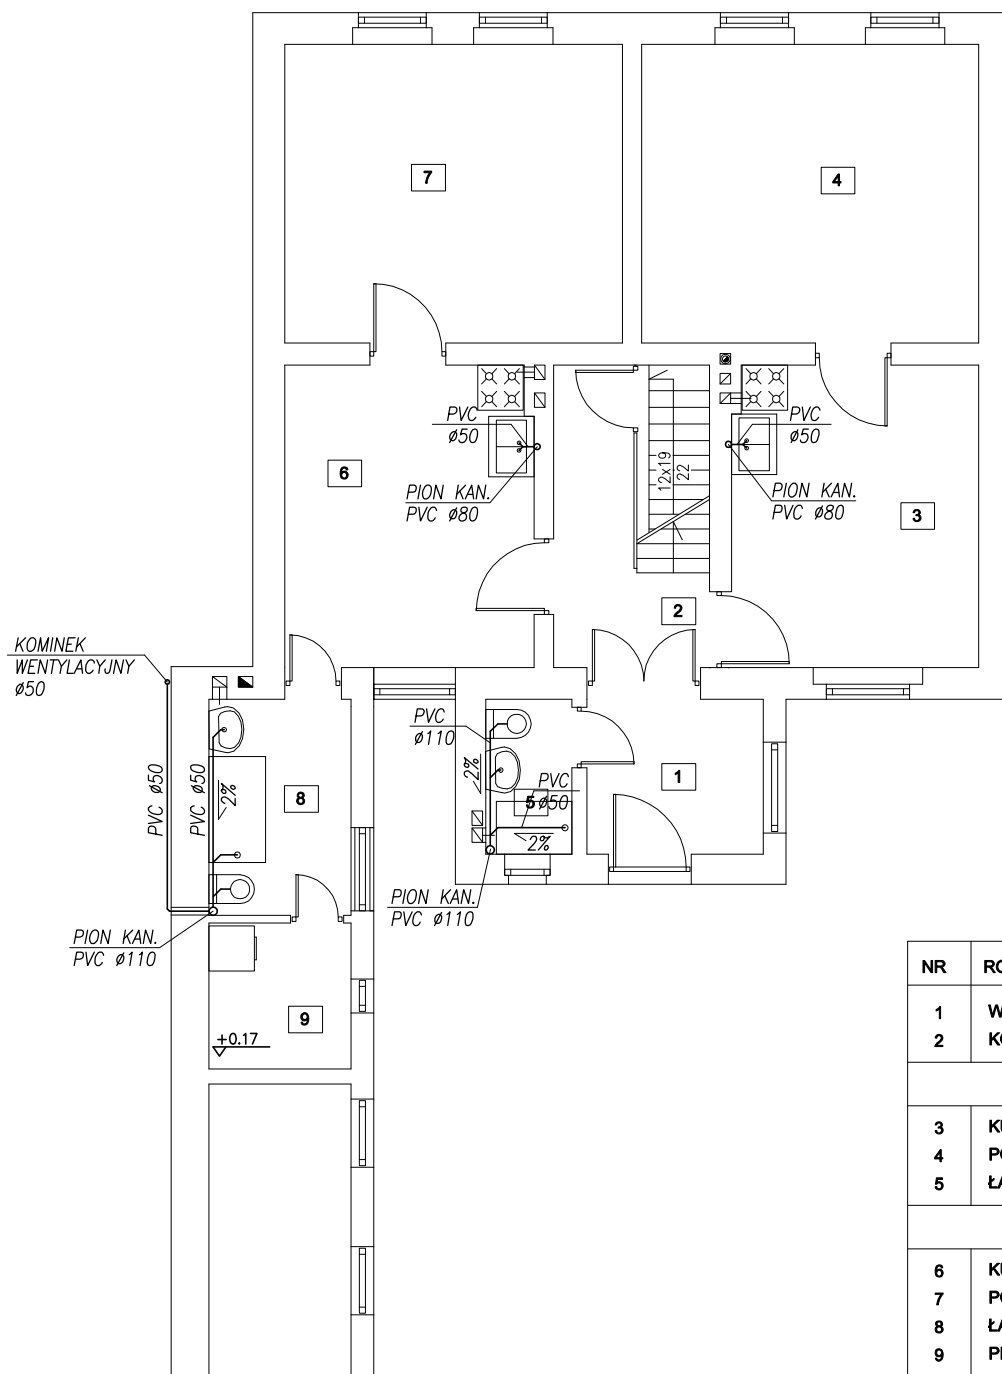 7
4
PVC
ø50
PVC
ø50
6
PION KAN.
PVC ø80
12x19
22
PION KAN.
PVC ø80
3
2
KOMINEK
WENTYLACYJNY
ø50
PVC
ø110
PVC ø50
PVC ø50
2%
8
2%
PVC
ø50
5
2%
1
PION KAN.
PVC ø110
PION KAN.
PVC ø110
9
+0.17
NR
1
2
3
4
5
6
7
8
9